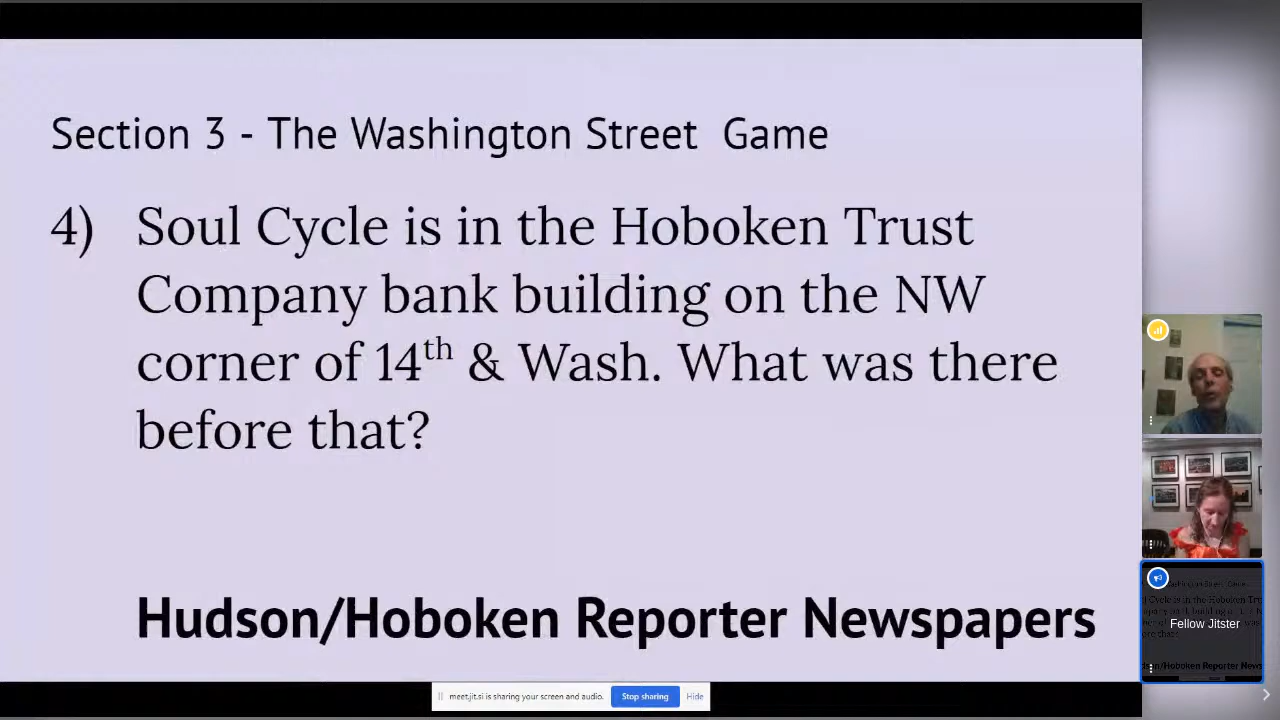 Section 3 - The Washington Street Game
4) Soul Cycle is in the Hoboken Trust
Company bank building on the NW
corner of 14th & Wash. What was there
before that?
Hudson/Hoboken Reporter Newspapers
meet.jit.si is sharing your screen and audio. Stop sharing Hide
Fellow Jitster